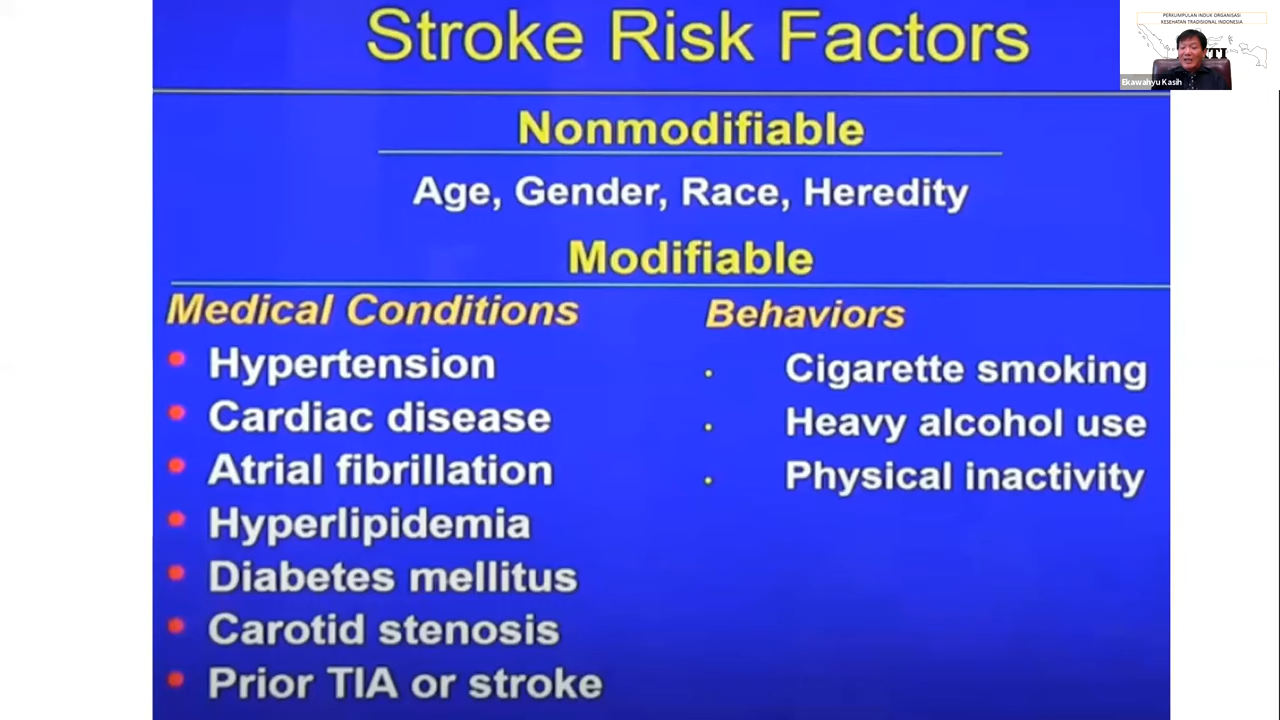 Stroke Risk Factors
Nonmodifiable
Age, Gender, Race, Heredity
Modifiable
Medical Conditions
• Hypertension
• Cardiac disease
• Atrial fibrillation
• Hyperlipidemia
• Diabetes mellitus
• Carotid stenosis
• Prior TIA or stroke
Behaviors
• Cigarette smoking
• Heavy alcohol use
• Physical inactivity
PERKUMPULAN INDUK ORGANISASI
KESEHATAN TRADISIONAL INDONESIA
Ekawahyu Kasih